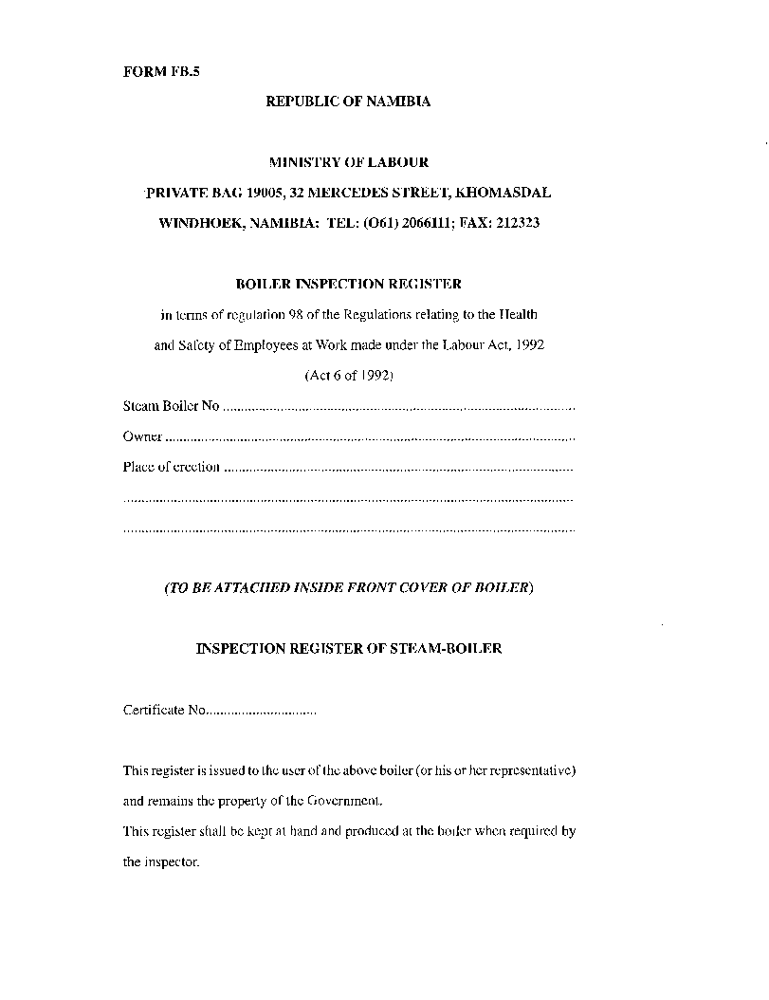 FORM FB.5
REPUBLIC OF NAMIBIA
MINISTRY OF LABOUR
PRIVATE BAG 19005, 32 MERCEDES STREET, KHOMASDAL
WINDHOEK, NAMIBIA: TEL: (O61) 2066111; FAX: 212323
BOILER INSPECTION REGISTER
in terms of regulation 98 of the Regulations relating to the Health
and Safety of Employees at Work made under the Labour Act, 1992
(Act 6 of 1992)
Steam Boiler No ....................................................................................................
Owner ....................................................................................................................
Place of erection ...................................................................................................
...............................................................................................................................
...............................................................................................................................
(TO BE ATTACHED INSIDE FRONT COVER OF BOILER)
INSPECTION REGISTER OF STEAM-BOILER
Certificate No...............................
This register is issued to the user of the above boiler (or his or her representative)
and remains the property of the Government.
This register shall be kept at hand and produced at the boiler when required by
the inspector.